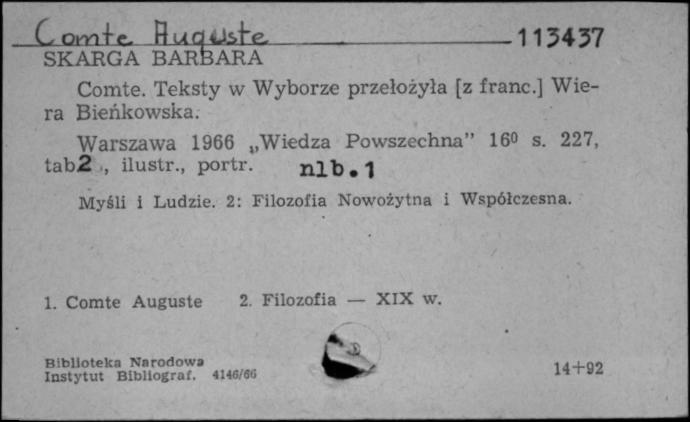 Comte Auguste 113437
SKARGA BARBARA
Comte. Teksty w Wyborze przełożyła [z franc.] Wie-
ra Bieńkowska.
Warszawa 1966 „Wiedza Powszechna" 16⁰ s. 227,
tab2 , ilustr., portr. nlb.1
Myśli i Ludzie. 2: Filozofia Nowożytna i Współczesna.
1. Comte Auguste 2. Filozofia — XIX w.
Biblioteka Narodowa
Instytut Bibliograf. 4146/66 14+92